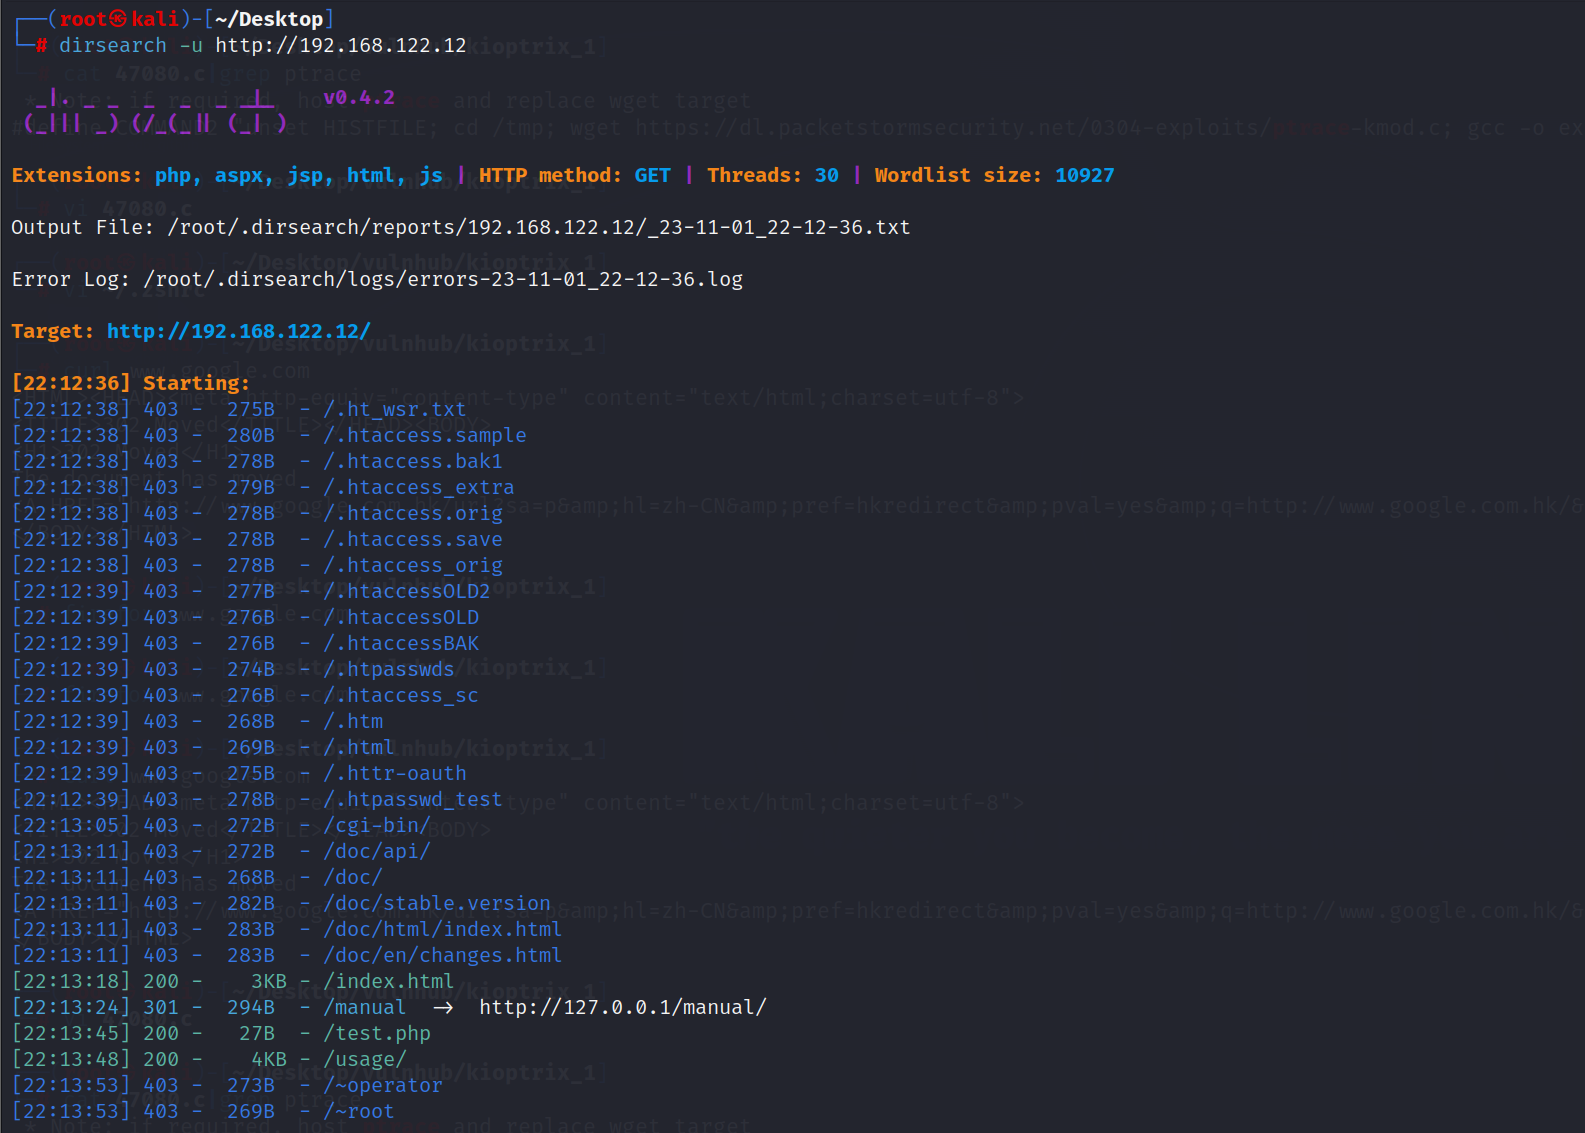 ┌──(root㉿kali)-[~/Desktop]
└─# dirsearch -u http://192.168.122.12
_|. _ _ _ _ _ _|_ v0.4.2
(_||| _) (/_(_|| (_| )
Extensions: php, aspx, jsp, html, js | HTTP method: GET | Threads: 30 | Wordlist size: 10927
Output File: /root/.dirsearch/reports/192.168.122.12/_23-11-01_22-12-36.txt
Error Log: /root/.dirsearch/logs/errors-23-11-01_22-12-36.log
Target: http://192.168.122.12/
[22:12:36] Starting:
[22:12:38] 403 - 275B - /.ht_wsr.txt
[22:12:38] 403 - 280B - /.htaccess.sample
[22:12:38] 403 - 278B - /.htaccess.bak1
[22:12:38] 403 - 279B - /.htaccess_extra
[22:12:38] 403 - 278B - /.htaccess.orig
[22:12:38] 403 - 278B - /.htaccess.save
[22:12:38] 403 - 278B - /.htaccess_orig
[22:12:39] 403 - 277B - /.htaccessOLD2
[22:12:39] 403 - 276B - /.htaccessOLD
[22:12:39] 403 - 276B - /.htaccessBAK
[22:12:39] 403 - 274B - /.htpasswds
[22:12:39] 403 - 276B - /.htaccess_sc
[22:12:39] 403 - 268B - /.htm
[22:12:39] 403 - 269B - /.html
[22:12:39] 403 - 275B - /.httr-oauth
[22:12:39] 403 - 278B - /.htpasswd_test
[22:13:05] 403 - 272B - /cgi-bin/
[22:13:11] 403 - 272B - /doc/api/
[22:13:11] 403 - 268B - /doc/
[22:13:11] 403 - 282B - /doc/stable.version
[22:13:11] 403 - 283B - /doc/html/index.html
[22:13:11] 403 - 283B - /doc/en/changes.html
[22:13:18] 200 - 3KB - /index.html
[22:13:24] 301 - 294B - /manual → http://127.0.0.1/manual/
[22:13:45] 200 - 27B - /test.php
[22:13:48] 200 - 4KB - /usage/
[22:13:53] 403 - 273B - /~operator
[22:13:53] 403 - 269B - /~root